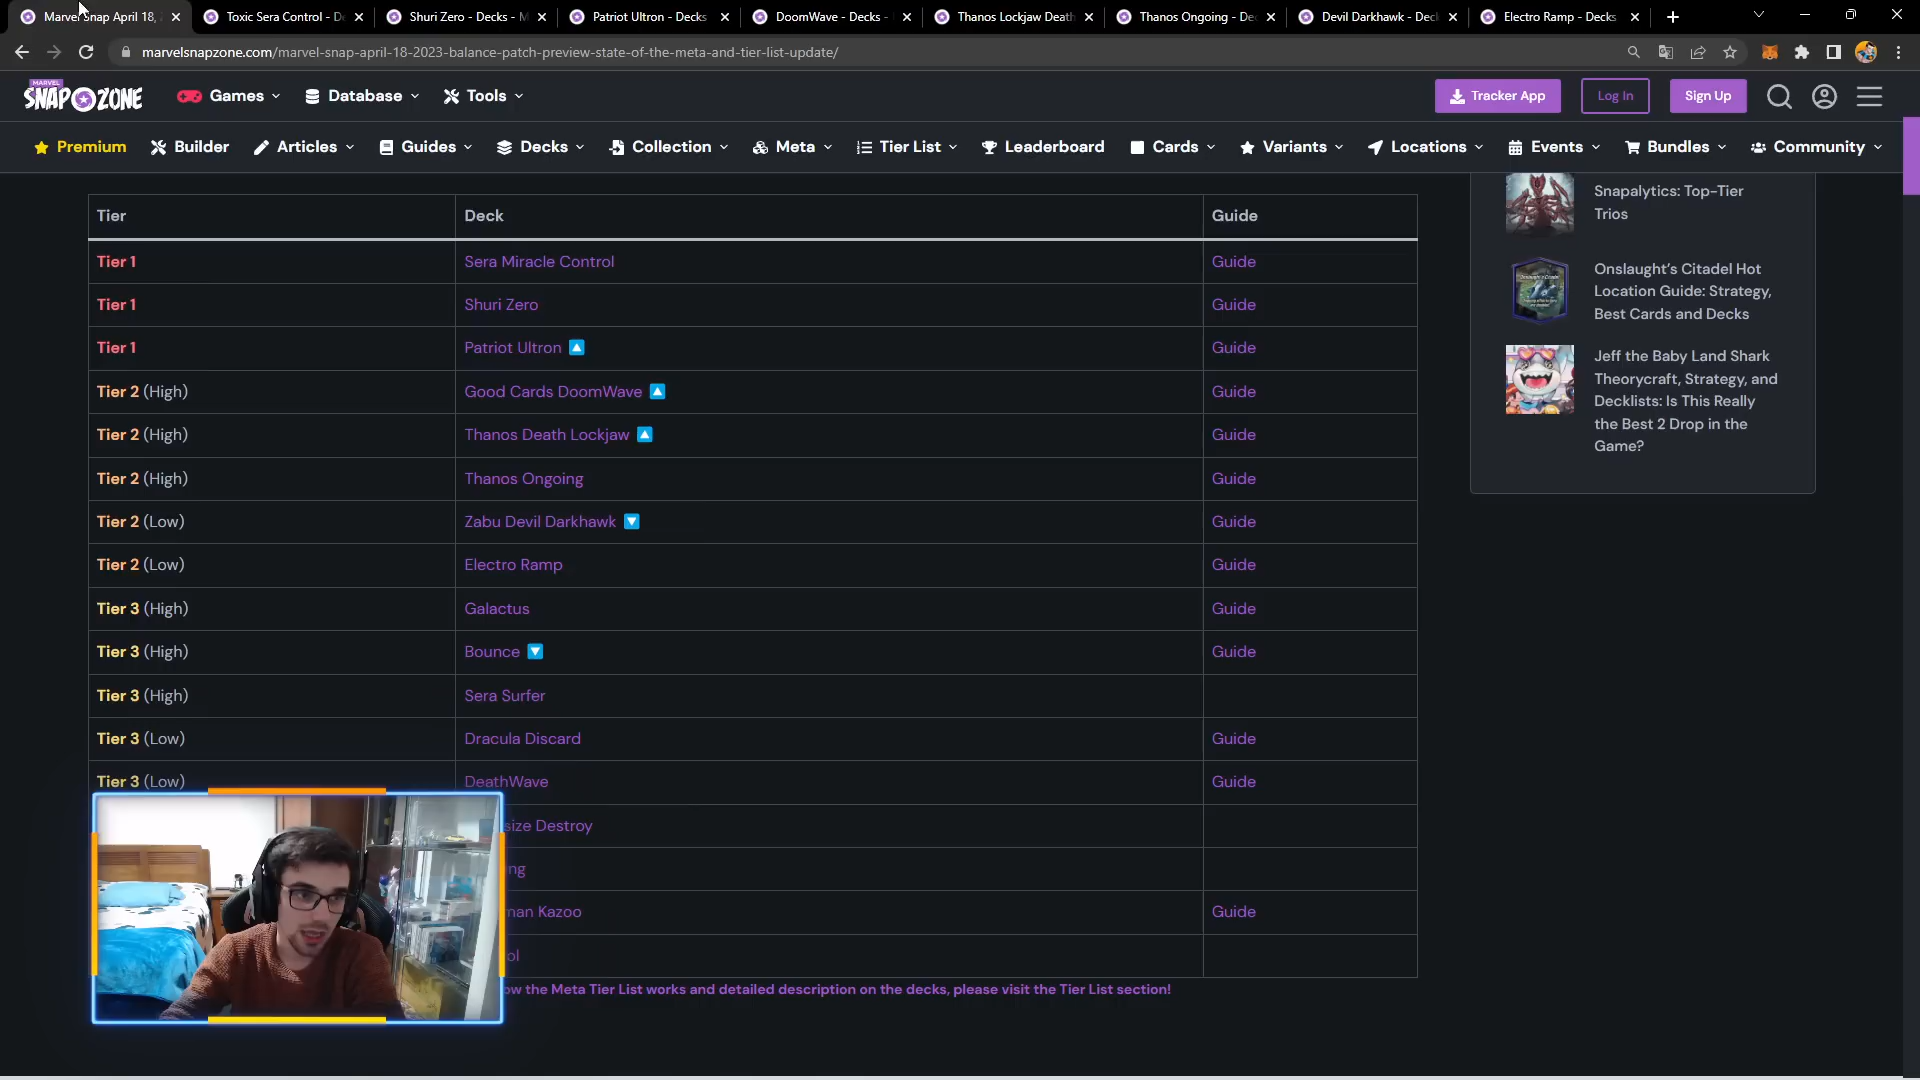 Marvel Snap April 18,
Toxic Sera Control - De
Shuri Zero - Decks - M
Patriot Ultron - Decks
DoomWave - Decks -
Thanos Lockjaw Death
Thanos Ongoing - De
Devil Darkhawk - Deck
Electro Ramp - Decks
marvelsnapzone.com/marvel-snap-april-18-2023-balance-patch-preview-state-of-the-meta-and-tier-list-update/
MARVEL
SNAP ZONE
Games
Database
Tools
Tracker App
Log In
Sign Up
Premium
Builder
Articles
Guides
Decks
Collection
Meta
Tier List
Leaderboard
Cards
Variants
Locations
Events
Bundles
Community
Tier Deck Guide
Tier 1 Sera Miracle Control Guide
Tier 1 Shuri Zero Guide
Tier 1 Patriot Ultron Guide
Tier 2 (High) Good Cards DoomWave Guide
Tier 2 (High) Thanos Death Lockjaw Guide
Tier 2 (High) Thanos Ongoing Guide
Tier 2 (Low) Zabu Devil Darkhawk Guide
Tier 2 (Low) Electro Ramp Guide
Tier 3 (High) Galactus Guide
Tier 3 (High) Bounce Guide
Tier 3 (High) Sera Surfer
Tier 3 (Low) Dracula Discard Guide
Tier 3 (Low) DeathWave Guide
size Destroy
ng
man Kazoo Guide
ol
ow the Meta Tier List works and detailed description on the decks, please visit the Tier List section!
Snapalytics: Top-Tier
Trios
Onslaught's Citadel Hot
Location Guide: Strategy,
Best Cards and Decks
Jeff the Baby Land Shark
Theorycraft, Strategy, and
Decklists: Is This Really
the Best 2 Drop in the
Game?